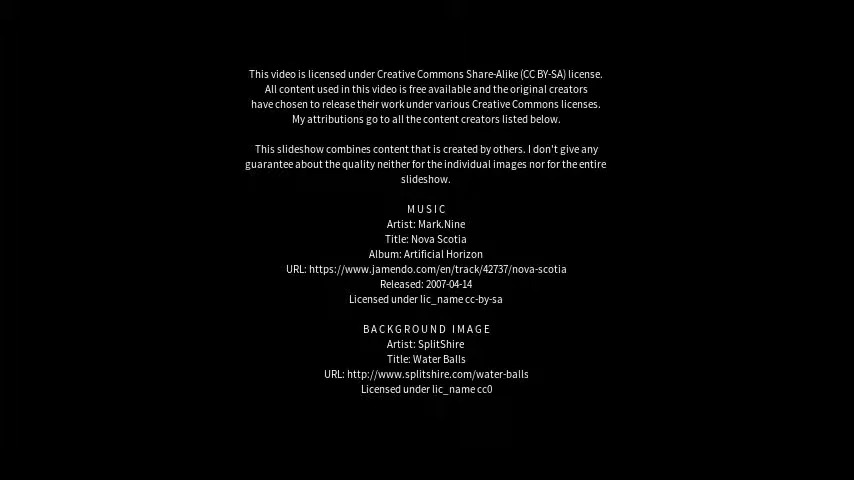 This video is licensed under Creative Commons Share-Alike (CC BY-SA) license.
All content used in this video is free available and the original creators
have chosen to release their work under various Creative Commons licenses.
My attributions go to all the content creators listed below.
This slideshow combines content that is created by others. I don't give any
guarantee about the quality neither for the individual images nor for the entire
slideshow.
MUSIC
Artist: Mark.Nine
Title: Nova Scotia
Album: Artificial Horizon
URL: https://www.jamendo.com/en/track/42737/nova-scotia
Released: 2007-04-14
Licensed under lic_name cc-by-sa
BACKGROUND IMAGE
Artist: SplitShire
Title: Water Balls
URL: http://www.splitshire.com/water-balls
Licensed under lic_name cc0